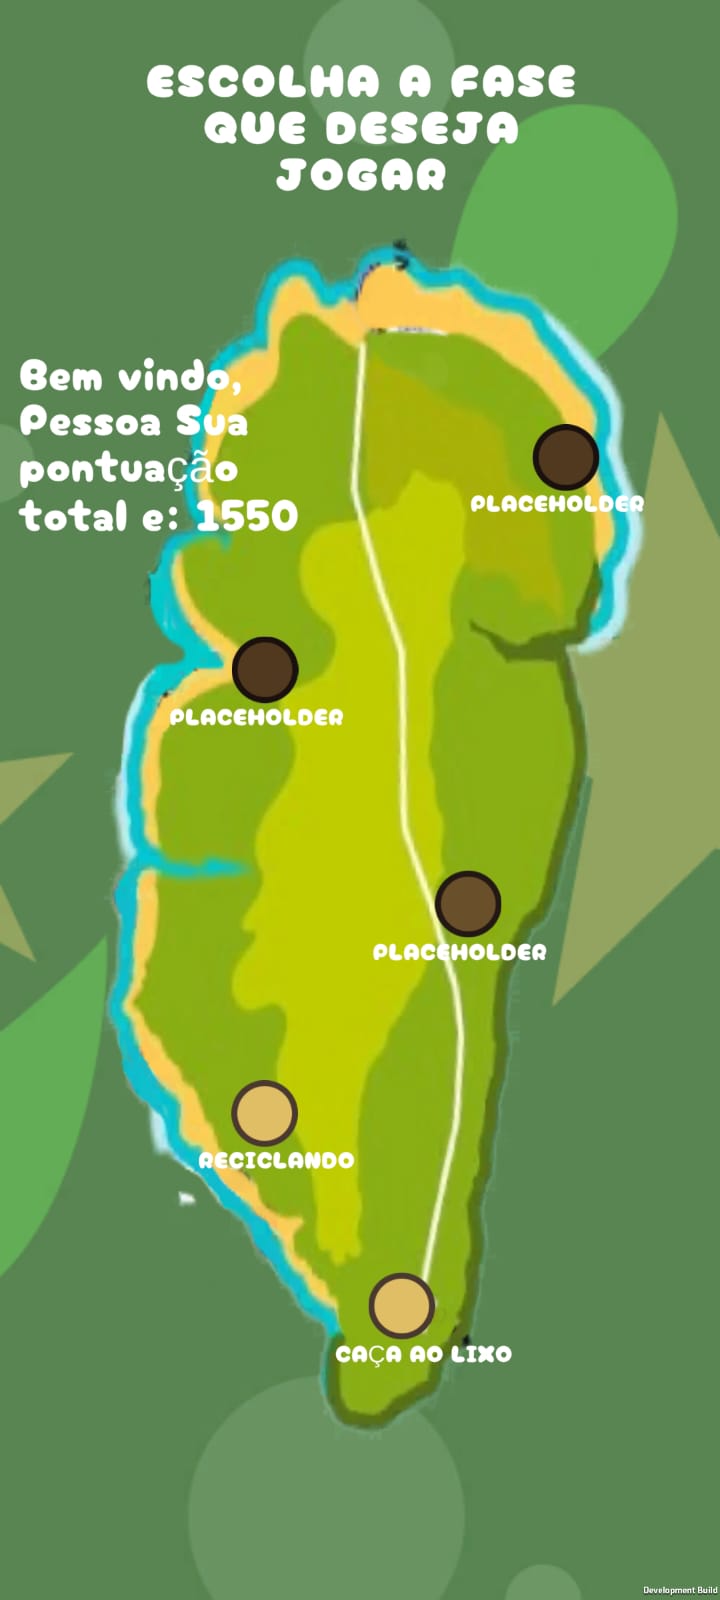 ESCOLHA A FASE
QUE DESEJA
JOGAR
Bem vindo,
Pessoa Sua
pontuação
total e: 1550
PLACEHOLDER
PLACEHOLDER
PLACEHOLDER
RECICLANDO
CAÇA AO LIXO
Development Build